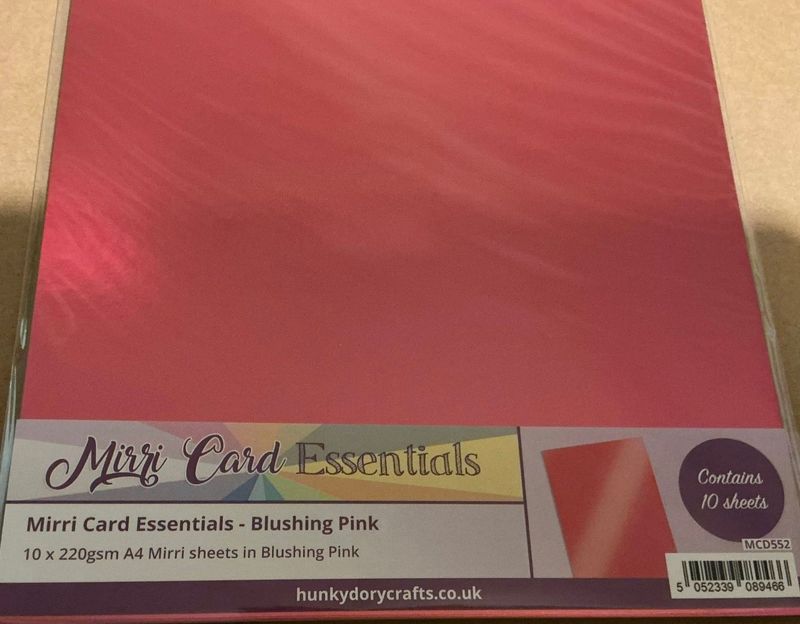 Mirri Card Essentials
Mirri Card Essentials - Blushing Pink
10 x 220gsm A4 Mirri sheets in Blushing Pink
Contains
10 sheets
MCD552
5 052339 089466
hunkydorycrafts.co.uk